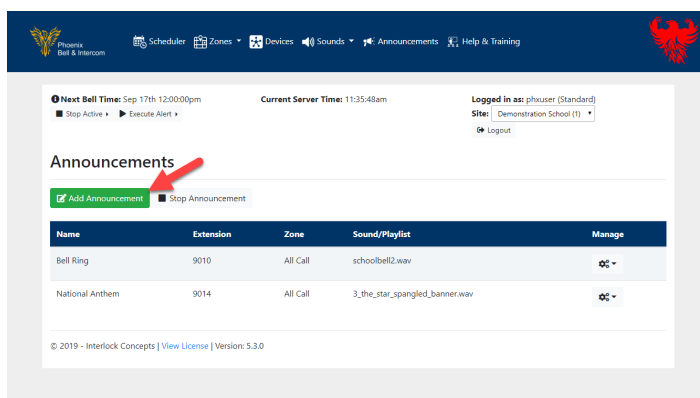 Phoenix
Bell & Intercom
Scheduler Zones Devices Sounds Announcements Help & Training
Next Bell Time: Sep 17th 12:00:00pm Current Server Time: 11:35:48am Logged in as: phxuser (Standard)
Stop Active Execute Alert Site: Demonstration School (1)
Logout
Announcements
Add Announcement Stop Announcement
Name Extension Zone Sound/Playlist Manage
Bell Ring 9010 All Call schoolbell2.wav
National Anthem 9014 All Call 3_the_star_spangled_banner.wav
© 2019 - Interlock Concepts | View License | Version: 5.3.0